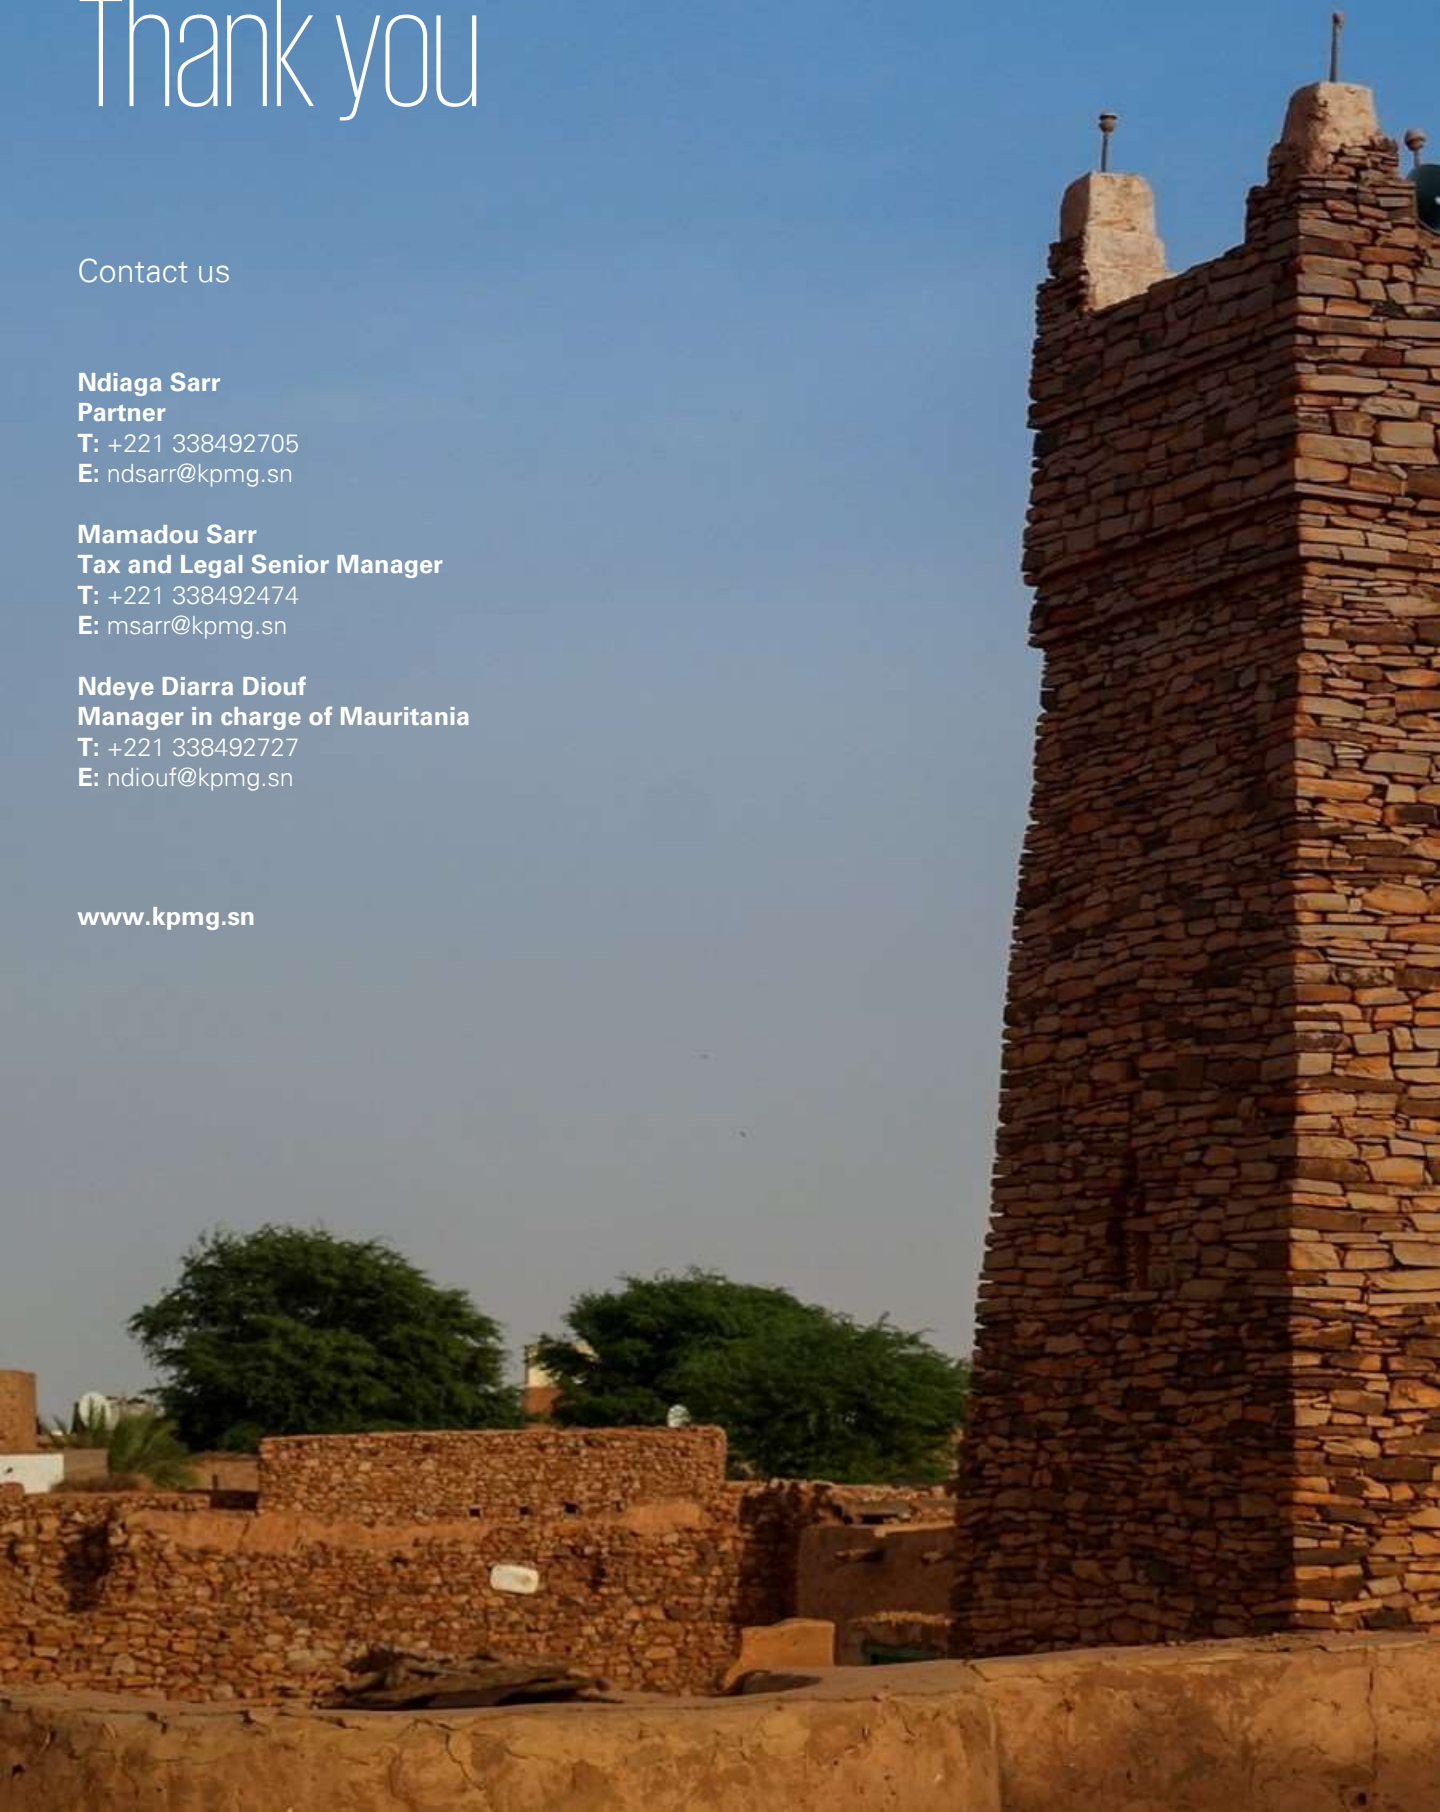 Thank you
Contact us
Ndiaga Sarr
Partner
T: +221 338492705
E: ndsarr@kpmg.sn
Mamadou Sarr
Tax and Legal Senior Manager
T: +221 338492474
E: msarr@kpmg.sn
Ndeye Diarra Diouf
Manager in charge of Mauritania
T: +221 338492727
E: ndiouf@kpmg.sn
www.kpmg.sn